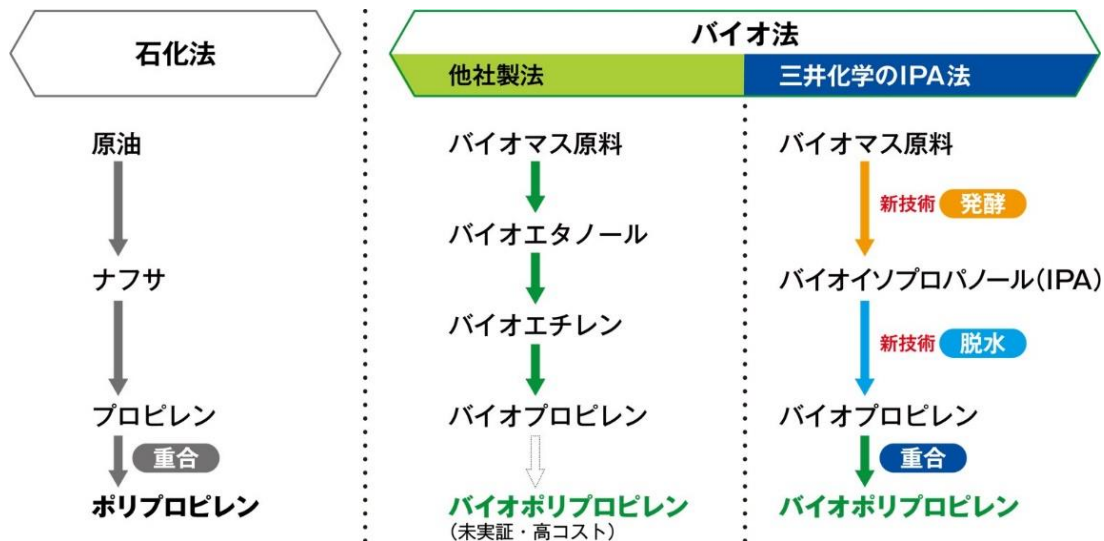 石化法
原油
ナフサ
プロピレン
重合
ポリプロピレン
バイオ法
他社製法
バイオマス原料
バイオエタノール
バイオエチレン
バイオプロピレン
バイオポリプロピレン
(未実証・高コスト)
三井化学のIPA法
バイオマス原料
新技術 発酵
バイオイソプロパノール(IPA)
新技術 脱水
バイオプロピレン
重合
バイオポリプロピレン